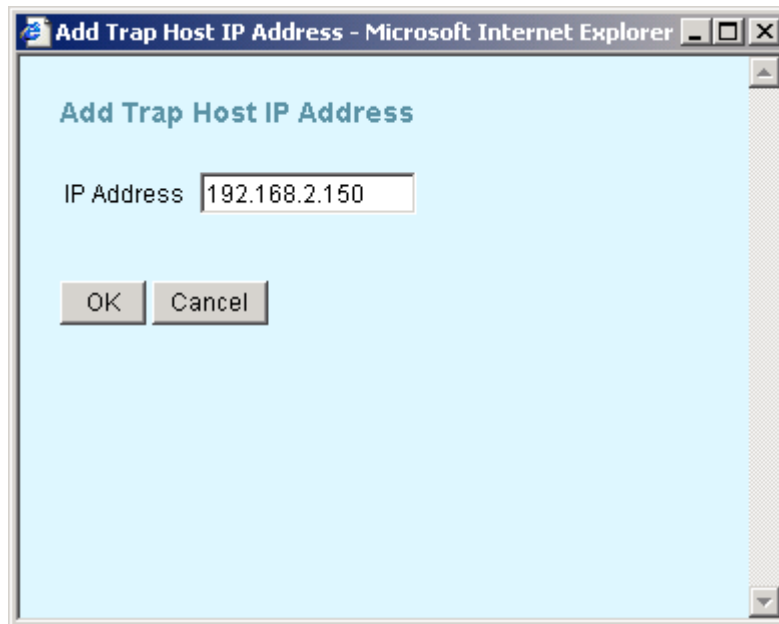 Add Trap Host IP Address - Microsoft Internet Explorer
Add Trap Host IP Address
IP Address 192.168.2.150
OK Cancel